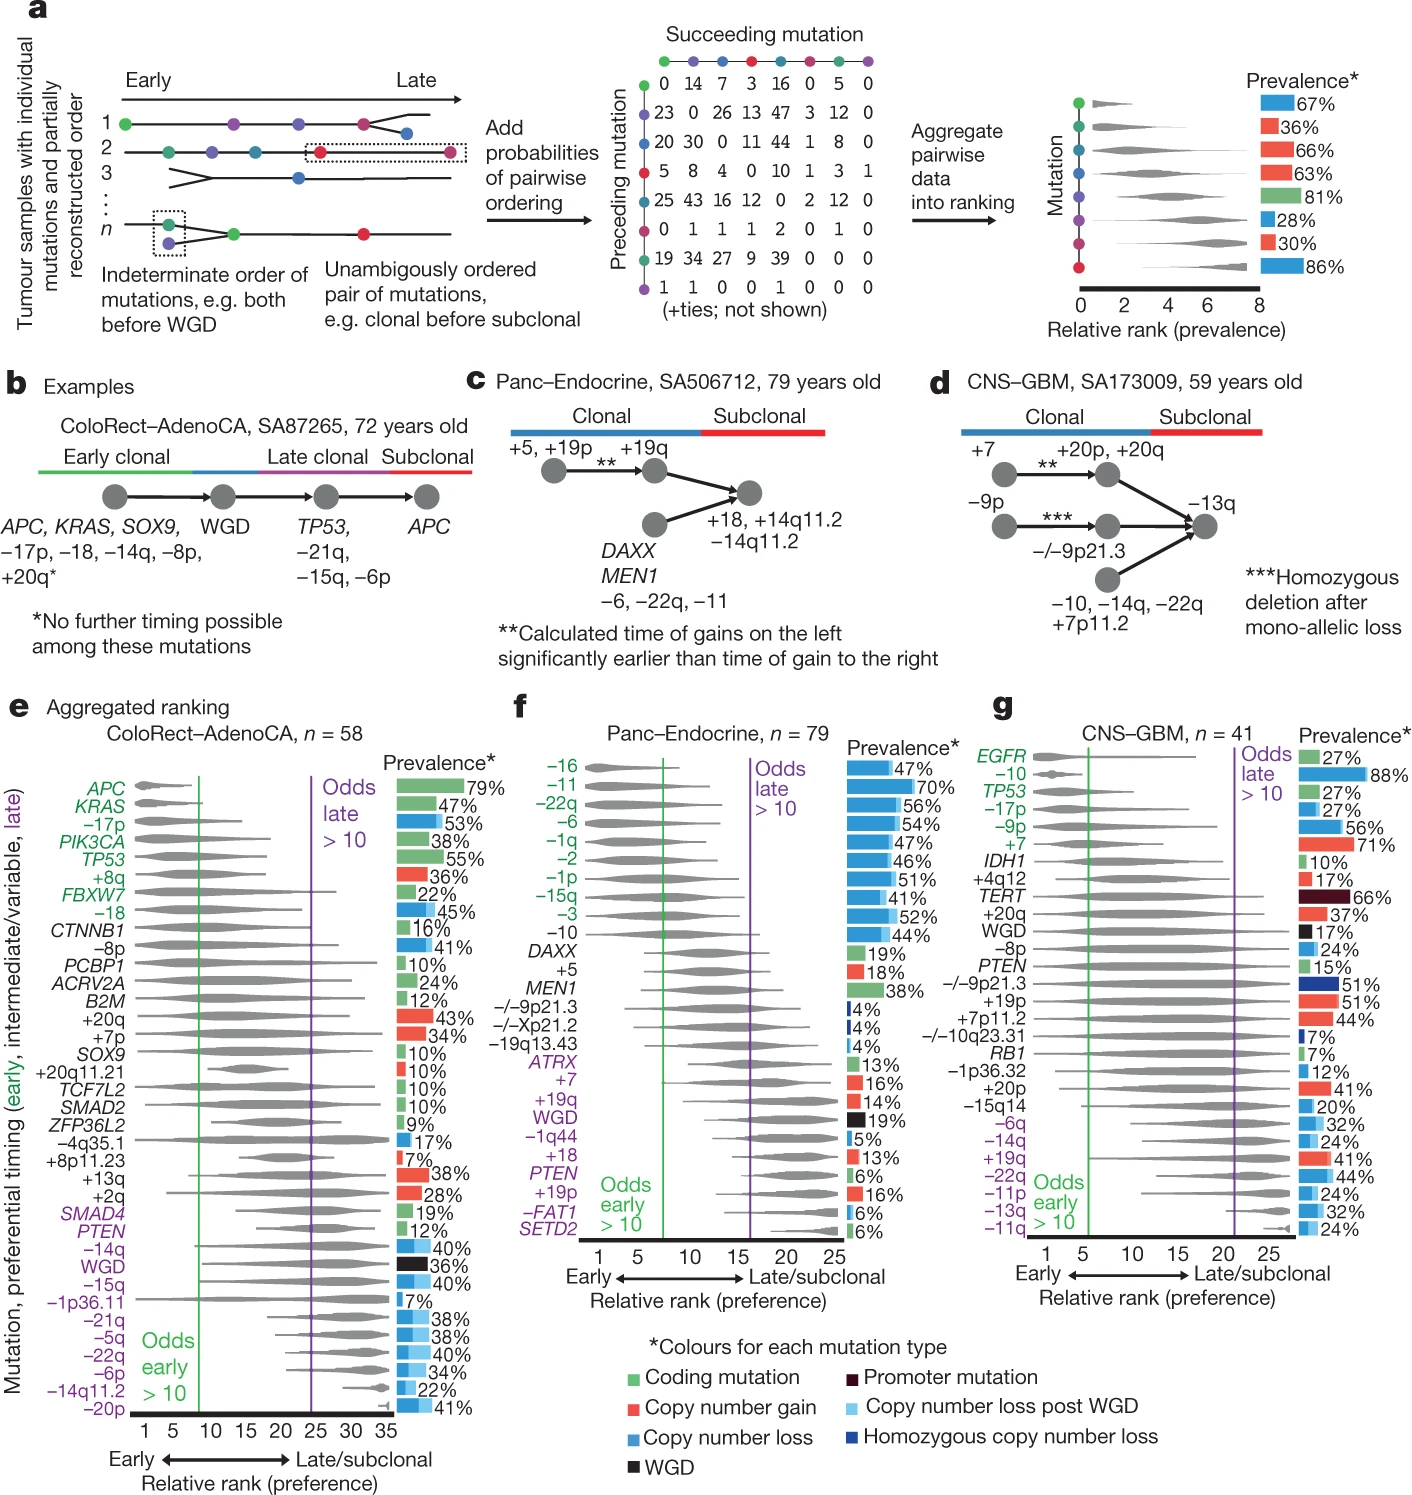 a
Tumour samples with individual
mutations and partially
reconstructed order
Early Late
1
2
3
⋮
n
Indeterminate order of
mutations, e.g. both
before WGD
Unambigously ordered
pair of mutations,
e.g. clonal before subclonal
Add
probabilities
of pairwise
ordering
Succeeding mutation
Preceding mutation
0 14 7 3 16 0 5 0
23 0 26 13 47 3 12 0
20 30 0 11 44 1 8 0
5 8 4 0 10 1 3 1
25 43 16 12 0 2 12 0
0 1 1 1 2 0 1 0
19 34 27 9 39 0 0 0
1 1 0 0 1 0 0 0
(+ties; not shown)
Aggregate
pairwise
data
into ranking
Mutation
Prevalence*
67%
36%
66%
63%
81%
28%
30%
86%
0 2 4 6 8
Relative rank (prevalence)
b Examples
ColoRect–AdenoCA, SA87265, 72 years old
Early clonal Late clonal Subclonal
APC, KRAS, SOX9, WGD TP53, APC
–17p, –18, –14q, –8p, –21q,
+20q* –15q, –6p
*No further timing possible
among these mutations
c Panc–Endocrine, SA506712, 79 years old
Clonal Subclonal
+5, +19p +19q
**
+18, +14q11.2
–14q11.2
DAXX
MEN1
–6, –22q, –11
**Calculated time of gains on the left
significantly earlier than time of gain to the right
d CNS–GBM, SA173009, 59 years old
Clonal Subclonal
+7 +20p, +20q
**
–9p –13q
***
–/–9p21.3
–10, –14q, –22q
+7p11.2
***Homozygous
deletion after
mono-allelic loss
e Aggregated ranking
ColoRect–AdenoCA, n = 58
Mutation, preferential timing (early, intermediate/variable, late)
Prevalence*
Odds
late
> 10
APC 79%
KRAS 47%
–17p 53%
PIK3CA 38%
TP53 55%
+8q 36%
FBXW7 22%
–18 45%
CTNNB1 16%
–8p 41%
PCBP1 10%
ACRV2A 24%
B2M 12%
+20q 43%
+7p 34%
SOX9 10%
+20q11.21 10%
TCF7L2 10%
SMAD2 10%
ZFP36L2 9%
–4q35.1 17%
+8p11.23 7%
+13q 38%
+2q 28%
SMAD4 19%
PTEN 12%
–14q 40%
WGD 36%
–15q 40%
–1p36.11 7%
–21q 38%
–5q 38%
–22q 40%
–6p 34%
–14q11.2 22%
–20p 41%
Odds
early
> 10
1 5 10 15 20 25 30 35
Early Late/subclonal
Relative rank (preference)
f
Panc–Endocrine, n = 79
Prevalence*
Odds
late
> 10
–16 47%
–11 70%
–22q 56%
–6 54%
–1q 47%
–2 46%
–1p 51%
–15q 41%
–3 52%
–10 44%
DAXX 19%
+5 18%
MEN1 38%
–/–9p21.3 4%
–/–Xp21.2 4%
–19q13.43 4%
ATRX 13%
+7 16%
+19q 14%
WGD 19%
–1q44 5%
+18 13%
PTEN 6%
+19p 16%
–FAT1 6%
SETD2 6%
Odds
early
> 10
1 5 10 15 20 25
Early Late/subclonal
Relative rank (preference)
g
CNS–GBM, n = 41
Prevalence*
Odds
late
> 10
EGFR 27%
–10 88%
TP53 27%
–17p 27%
–9p 56%
+7 71%
IDH1 10%
+4q12 17%
TERT 66%
+20q 37%
WGD 17%
–8p 24%
PTEN 15%
–/–9p21.3 51%
+19p 51%
+7p11.2 44%
–/–10q23.31 7%
RB1 7%
–1p36.32 12%
+20p 41%
–15q14 20%
–6q 32%
–14q 24%
+19q 41%
–22q 44%
–11p 24%
–13q 32%
–11q 24%
Odds
early
> 10
1 5 10 15 20 25
Early Late/subclonal
Relative rank (preference)
*Colours for each mutation type
Coding mutation
Copy number gain
Copy number loss
WGD
Promoter mutation
Copy number loss post WGD
Homozygous copy number loss